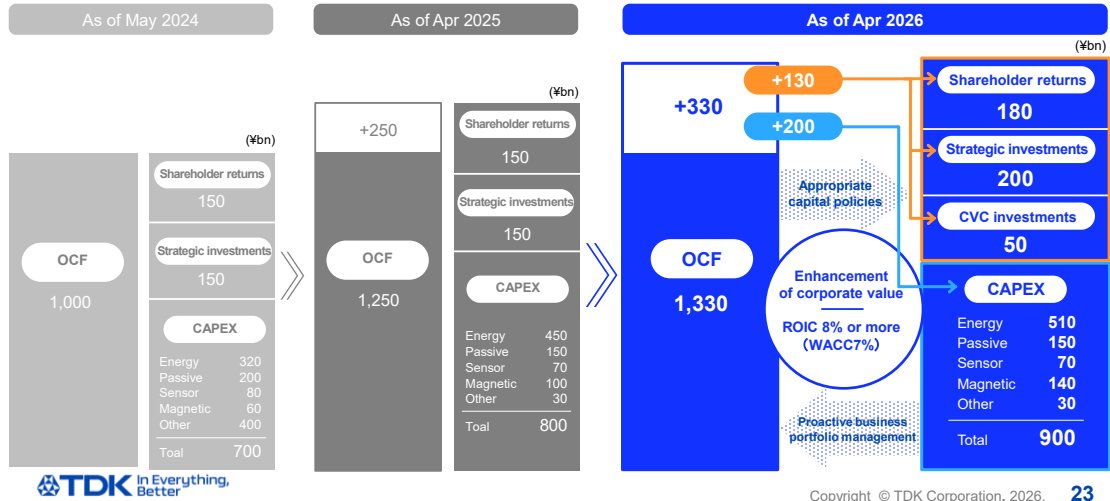 As of May 2024
(¥bn)
OCF
1,000
Shareholder returns
150
Strategic investments
150
CAPEX
Energy 320
Passive 200
Sensor 80
Magnetic 60
Other 400
Toal 700
As of Apr 2025
(¥bn)
+250
OCF
1,250
Shareholder returns
150
Strategic investments
150
CAPEX
Energy 450
Passive 150
Sensor 70
Magnetic 100
Other 30
Toal 800
As of Apr 2026
(¥bn)
+330
+130
+200
OCF
1,330
Appropriate
capital policies
Enhancement
of corporate value
ROIC 8% or more
(WACC7%)
Proactive business
portfolio management
Shareholder returns
180
Strategic investments
200
CVC investments
50
CAPEX
Energy 510
Passive 150
Sensor 70
Magnetic 140
Other 30
Total 900
TDK In Everything,
Better
Copyright © TDK Corporation. 2026. 23